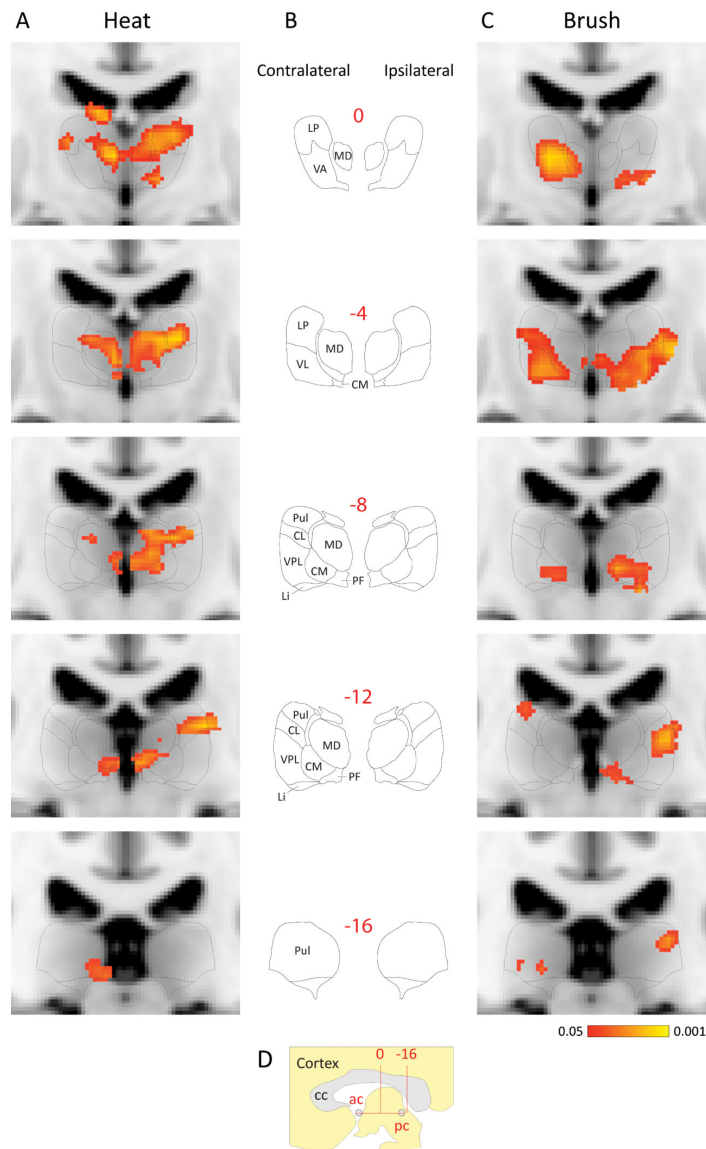 A Heat B C Brush
Contralateral Ipsilateral
0
LP
MD
VA
-4
LP
MD
VL
CM
-8
Pul
CL
MD
VPL
CM
PF
Li
-12
Pul
CL
MD
VPL
CM
PF
Li
-16
Pul
0.05 0.001
D
0 -16
Cortex
cc
ac
pc